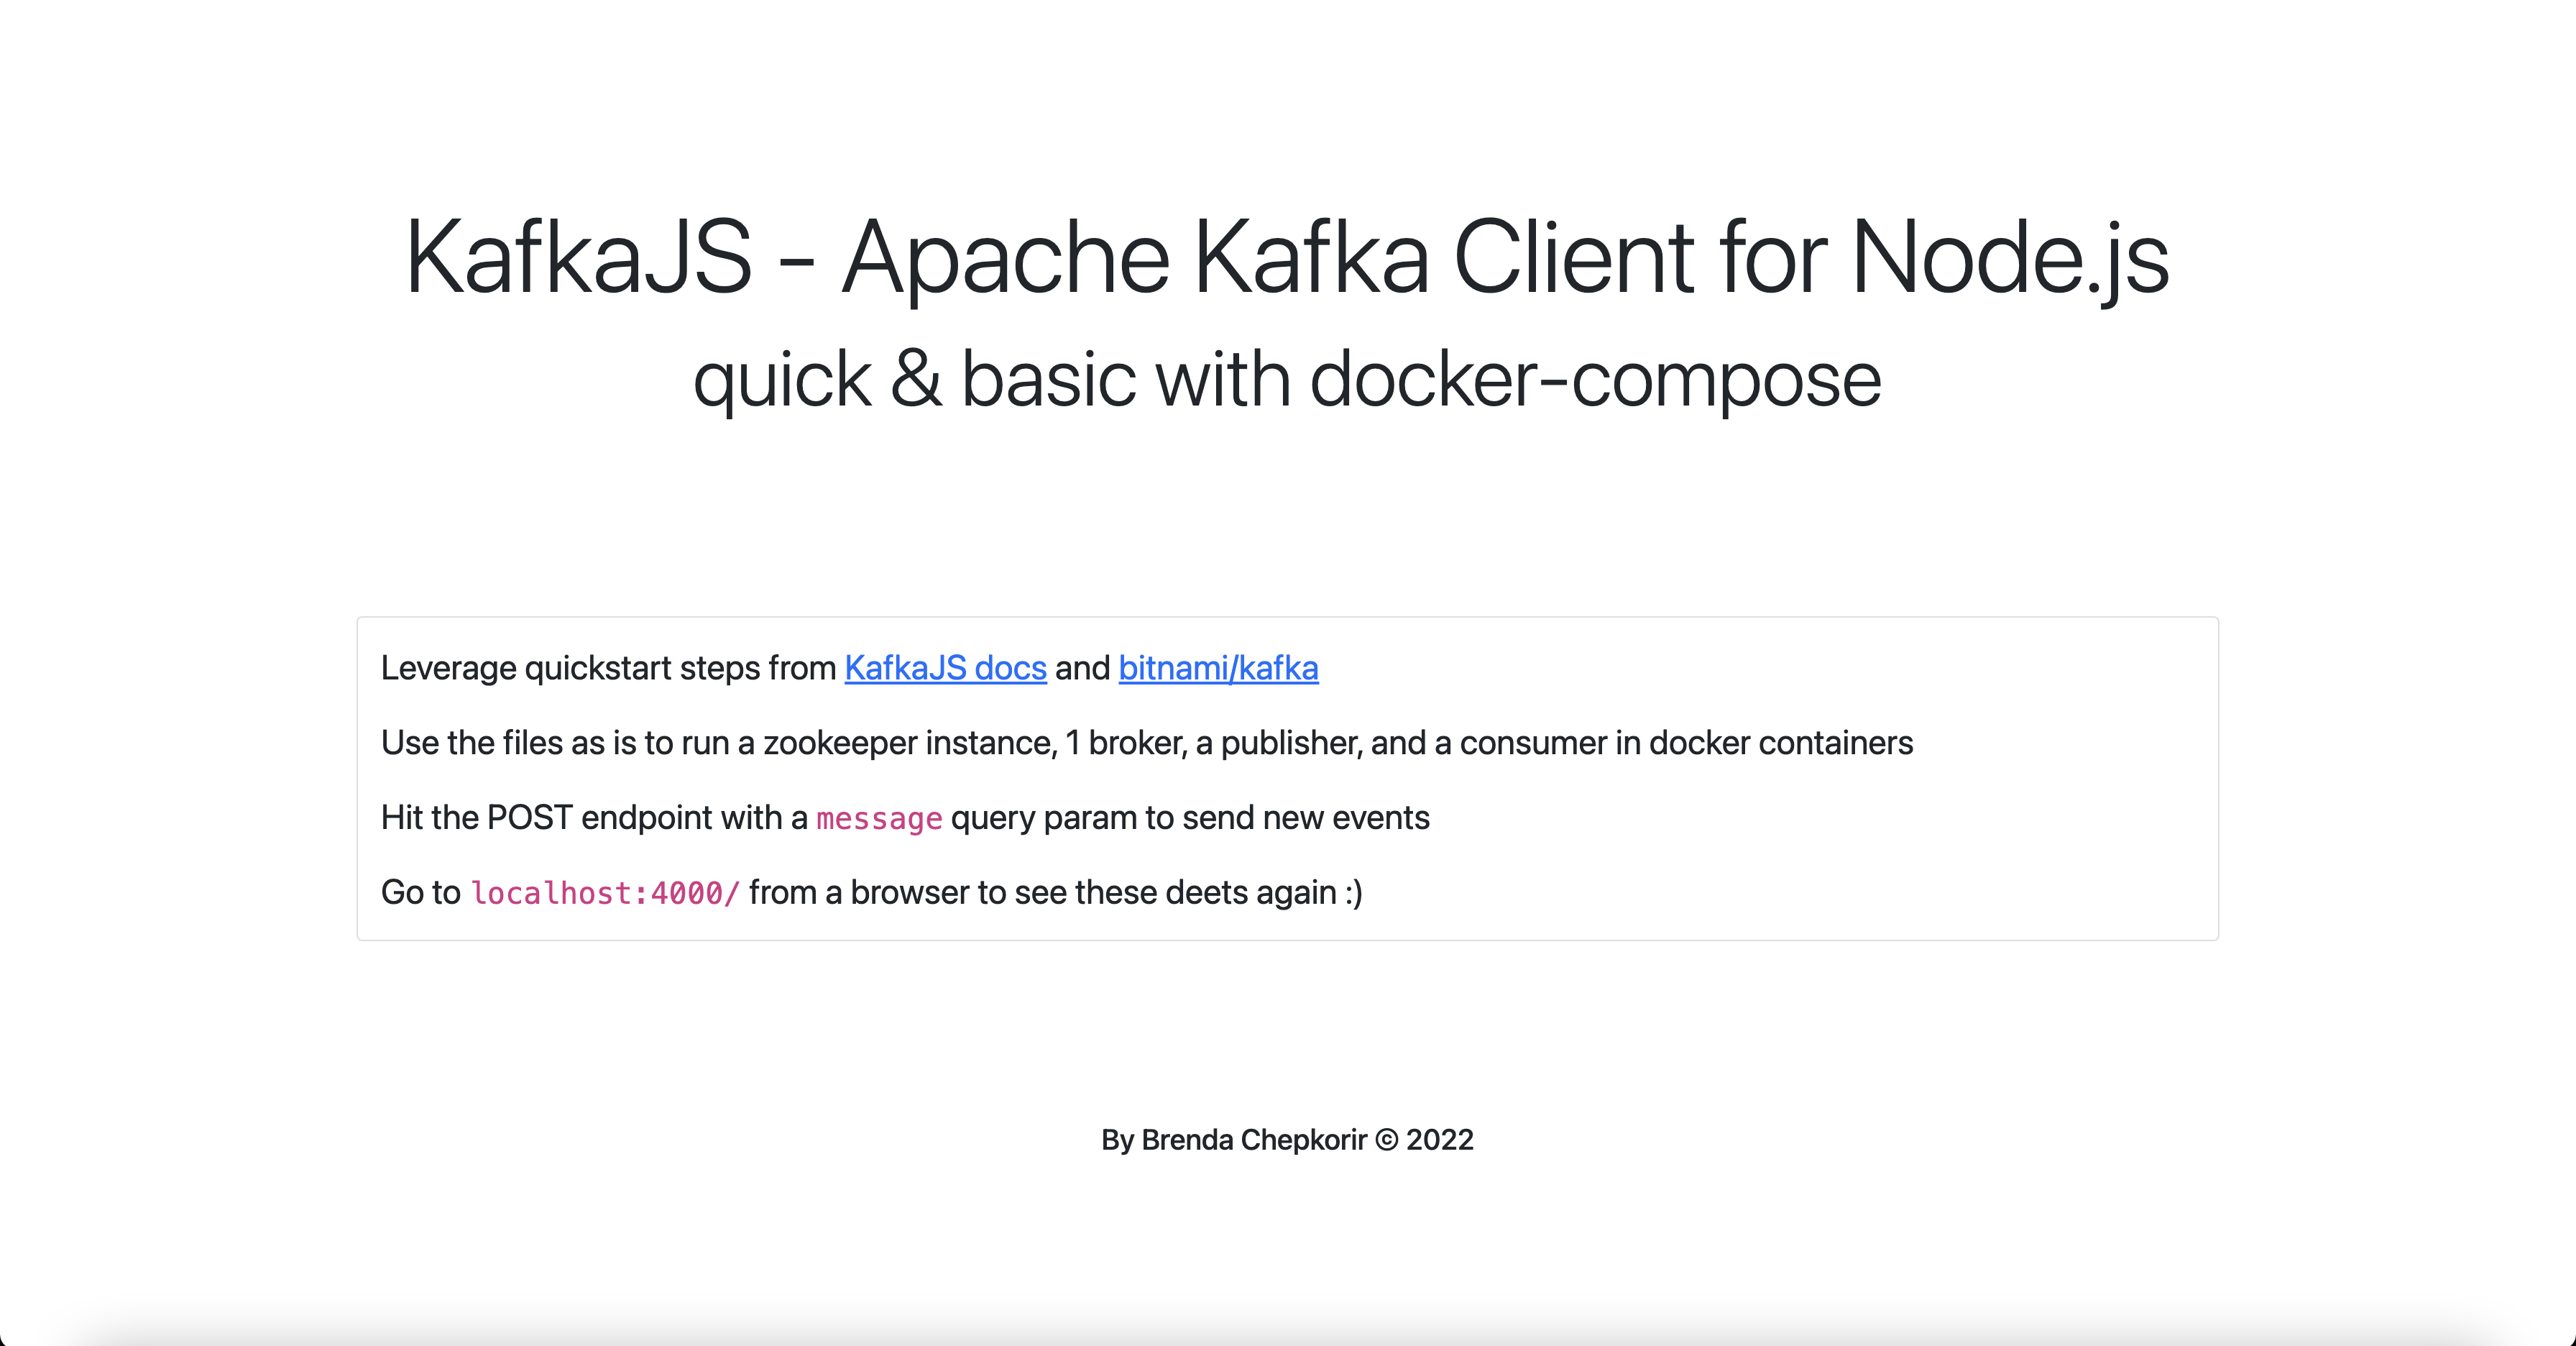 KafkaJS - Apache Kafka Client for Node.js
quick & basic with docker-compose
Leverage quickstart steps from KafkaJS docs and bitnami/kafka
Use the files as is to run a zookeeper instance, 1 broker, a publisher, and a consumer in docker containers
Hit the POST endpoint with a message query param to send new events
Go to localhost:4000/ from a browser to see these deets again :)
By Brenda Chepkorir © 2022